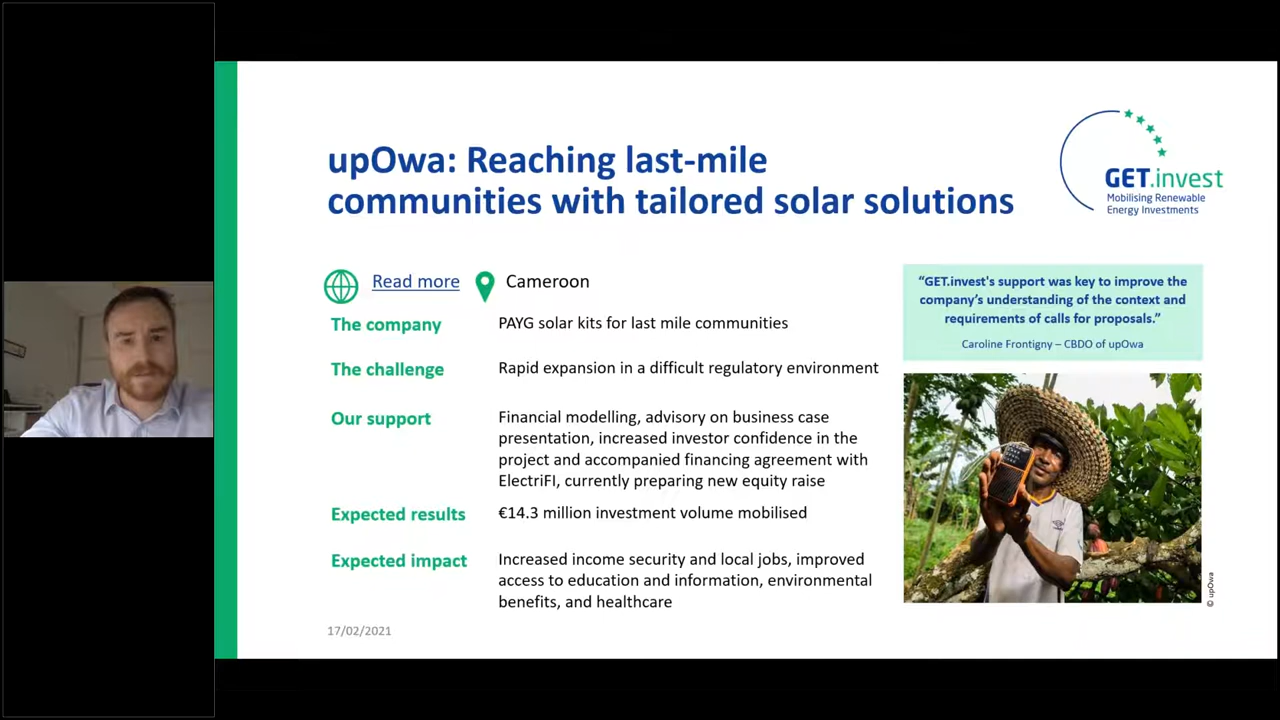 upOwa: Reaching last-mile
communities with tailored solar solutions
GET.invest
Mobilising Renewable
Energy Investments
Read more
Cameroon
The company
PAYG solar kits for last mile communities
The challenge
Rapid expansion in a difficult regulatory environment
Our support
Financial modelling, advisory on business case
presentation, increased investor confidence in the
project and accompanied financing agreement with
ElectriFI, currently preparing new equity raise
Expected results
€14.3 million investment volume mobilised
Expected impact
Increased income security and local jobs, improved
access to education and information, environmental
benefits, and healthcare
“GET.invest's support was key to improve the
company’s understanding of the context and
requirements of calls for proposals.”
Caroline Frontigny – CBDO of upOwa
© upOwa
17/02/2021